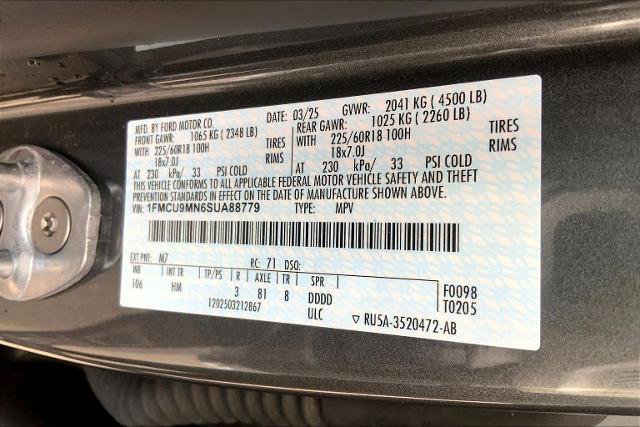 MFD. BY FORD MOTOR CO. DATE: 03/25 GVWR: 2041 KG ( 4500 LB)
FRONT GAWR: 1065 KG ( 2348 LB) REAR GAWR: 1025 KG ( 2260 LB)
WITH 225/60R18 100H TIRES WITH 225/60R18 100H TIRES
18x7.0J RIMS 18x7.0J RIMS
AT 230 kPa/ 33 PSI COLD AT 230 kPa/ 33 PSI COLD
THIS VEHICLE CONFORMS TO ALL APPLICABLE FEDERAL MOTOR VEHICLE SAFETY AND THEFT
PREVENTION STANDARDS IN EFFECT ON THE DATE OF MANUFACTURE SHOWN ABOVE.
VIN: 1FMCU9MN6SUA88779 TYPE: MPV
EXT PNT: M7 RC: 71 DSO:
WB INT TR TP/PS R AXLE TR SPR F0098
106 HM 3 81 8 DDDD T0205
1202503212867 ULC ▽ RU5A-3520472-AB